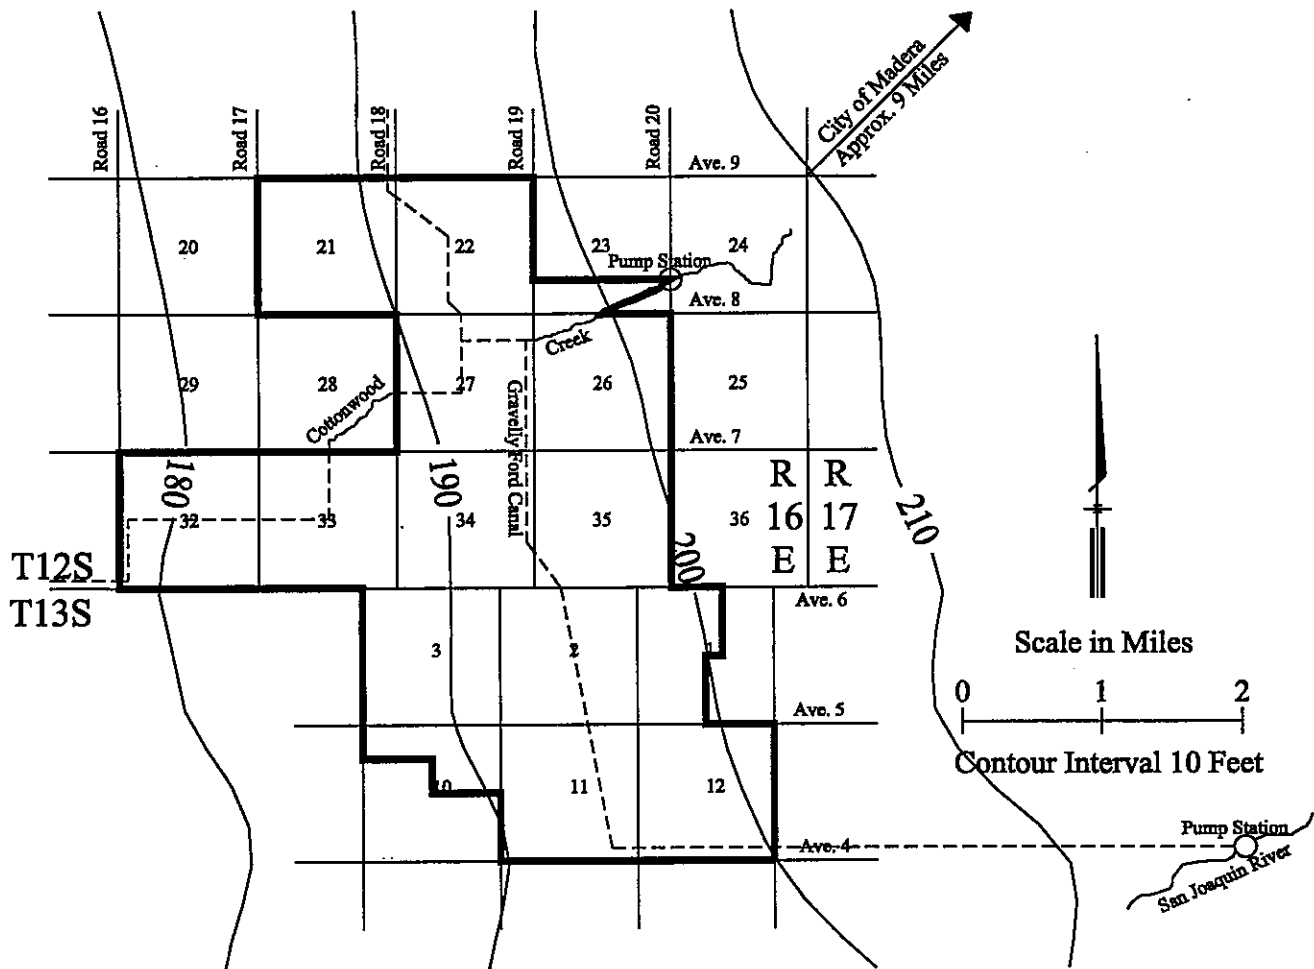 City of Madera
Approx. 9 Miles
Road 16
Road 17
Road 18
Road 19
Road 20
Ave. 9
20
21
22
23
24
Pump Station
Ave. 8
Creek
29
28
27
26
25
Cottonwood
Gravelly Ford Canal
Ave. 7
180
190
200
210
R
16
E
R
17
E
32
33
34
35
36
T12S
T13S
Ave. 6
3
2
1
Scale in Miles
0 1 2
Ave. 5
Contour Interval 10 Feet
10
11
12
Ave. 4
Pump Station
San Joaquin River